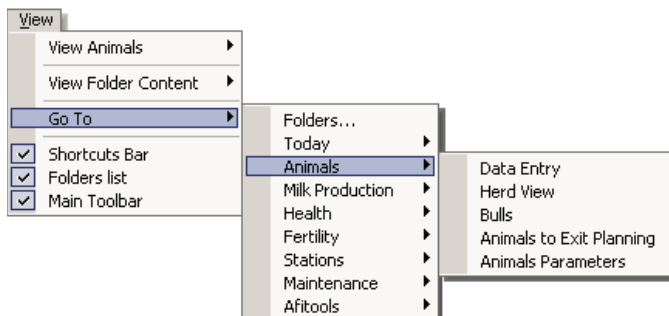 View
View Animals
View Folder Content
Go To
Shortcuts Bar
Folders list
Main Toolbar
Folders...
Today
Animals
Milk Production
Health
Fertility
Stations
Maintenance
Afitools
Data Entry
Herd View
Bulls
Animals to Exit Planning
Animals Parameters